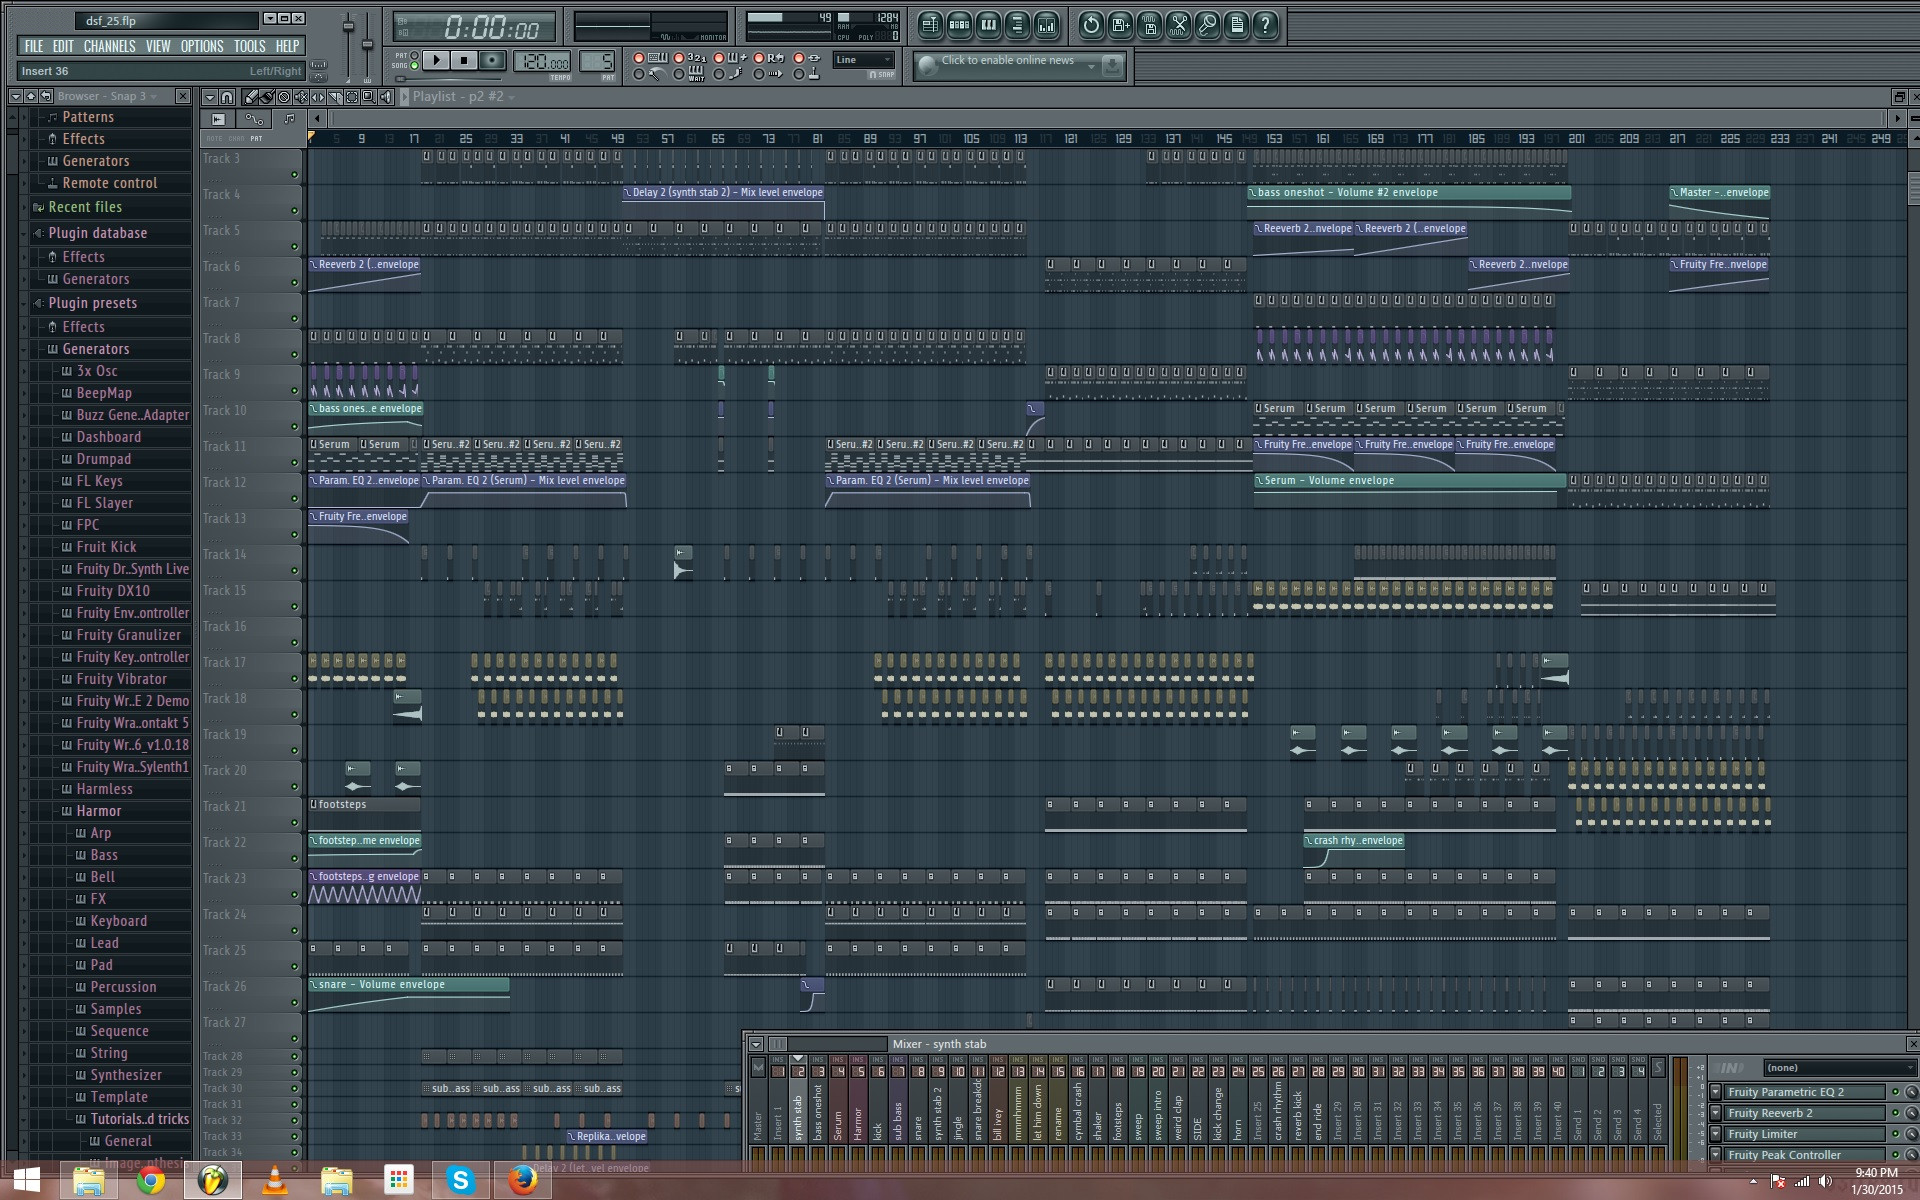 dsf_25.flp
FILE EDIT CHANNELS VIEW OPTIONS TOOLS HELP
Insert 36 Left/Right
0:00:00
MONITOR
49 1284
RAM
CPU POLY 0
PAT
SONG
120.000
TEMPO
5
PAT
321
WAIT
Line
SNAP
Click to enable online news
Browser - Snap 3
Playlist - p2 #2
Patterns
Effects
Generators
Remote control
Recent files
Plugin database
Effects
Generators
Plugin presets
Effects
Generators
3x Osc
BeepMap
Buzz Gene..Adapter
Dashboard
Drumpad
FL Keys
FL Slayer
FPC
Fruit Kick
Fruity Dr..Synth Live
Fruity DX10
Fruity Env..ontroller
Fruity Granulizer
Fruity Key..ontroller
Fruity Vibrator
Fruity Wr..E 2 Demo
Fruity Wra..ontakt 5
Fruity Wr..6_v1.0.18
Fruity Wra..Sylenth1
Harmless
Harmor
Arp
Bass
Bell
FX
Keyboard
Lead
Pad
Percussion
Samples
Sequence
String
Synthesizer
Template
Tutorials..d tricks
General
9 17 25 33 41 49 57 65 73 81 89 97 105 113 121 129 137 145 153 161 169 177 185 193 201 209 217 225 233 241 249
Track 3
Track 4
Delay 2 (synth stab 2) - Mix level envelope
bass oneshot - Volume #2 envelope
Master -..envelope
Track 5
Reeverb 2..nvelope
Reeverb 2 (..envelope
Track 6
Reeverb 2 (..envelope
Reeverb 2..nvelope
Fruity Fre..nvelope
Track 7
Track 8
Track 9
Track 10
bass ones..e envelope
Serum Serum Serum Serum Serum Serum
Track 11
Serum Serum Seru..#2 Seru..#2 Seru..#2 Seru..#2
Seru..#2 Seru..#2 Seru..#2 Seru..#2
Fruity Fre..envelope Fruity Fre..envelope Fruity Fre..envelope
Track 12
Param. EQ 2..envelope
Param. EQ 2 (Serum) - Mix level envelope
Param. EQ 2 (Serum) - Mix level envelope
Serum - Volume envelope
Track 13
Fruity Fre..envelope
Track 14
Track 15
Track 16
Track 17
Track 18
Track 19
Track 20
Track 21
footsteps
Track 22
footstep..me envelope
crash rhy..envelope
Track 23
footsteps..g envelope
Track 24
Track 25
Track 26
snare - Volume envelope
Track 27
Track 28
Track 29
Track 30
sub..ass sub..ass sub..ass sub..ass
Track 31
Track 32
Track 33
Replika..velope
Track 34
Delay 2 (let..vel envelope
Mixer - synth stab
Master
Insert 1
synth stab
bass oneshot
Serum
Harmor
kick
sub bass
snare
synth stab 2
jingle
snare breakdo
bill ivrey
mmmhmmm
let him down
rename
cymbal crash
shaker
footsteps
sweep
sweep intro
weird clap
SIDE
kick change
horn
Insert 25
crash rhythm
reverb kick
end ride
Insert 29
Insert 30
Insert 31
Insert 32
Insert 33
Insert 34
Insert 35
Insert 36
Insert 37
Insert 38
Insert 39
Insert 40
Send 1
Send 2
Send 3
Send 4
Selected
IN
(none)
Fruity Parametric EQ 2
Fruity Reeverb 2
Fruity Limiter
Fruity Peak Controller
9:40 PM
1/30/2015